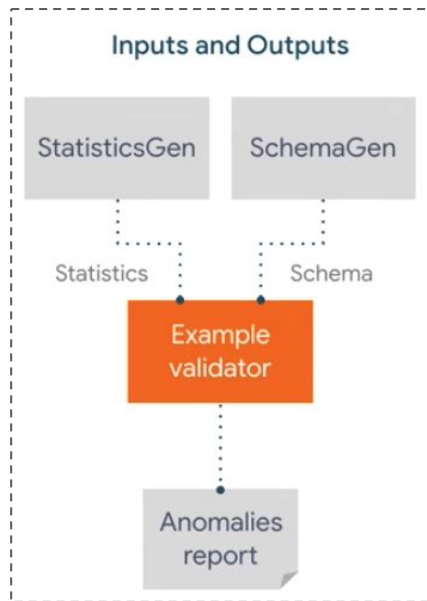 Inputs and Outputs
StatisticsGen
SchemaGen
Statistics
Schema
Example
validator
Anomalies
report